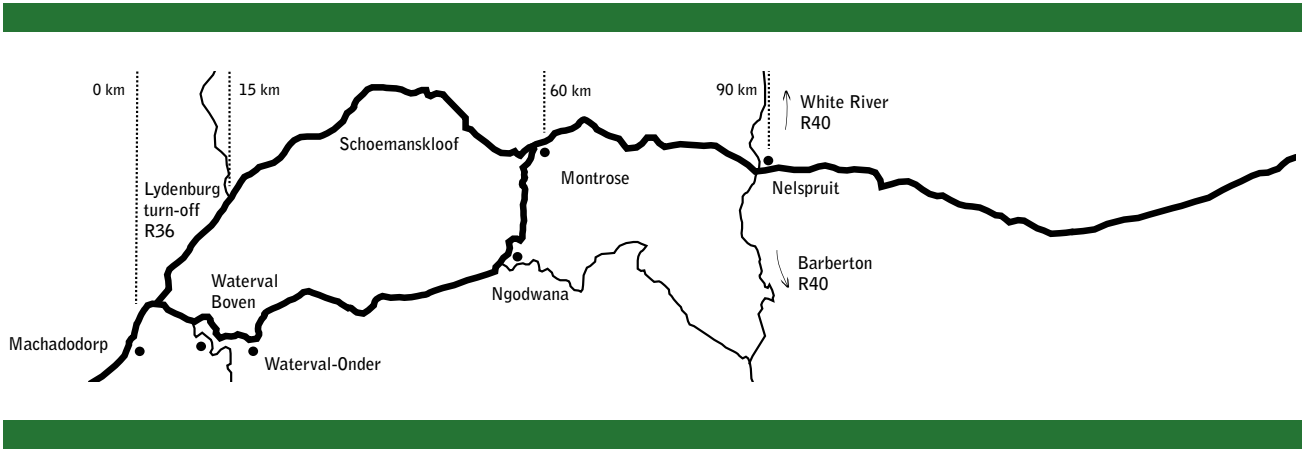 0 km
15 km
60 km
90 km
White River
R40
Schoemanskloof
Montrose
Nelspruit
Lydenburg
turn-off
R36
Waterval
Boven
Ngodwana
Barberton
R40
Machadodorp
Waterval-Onder